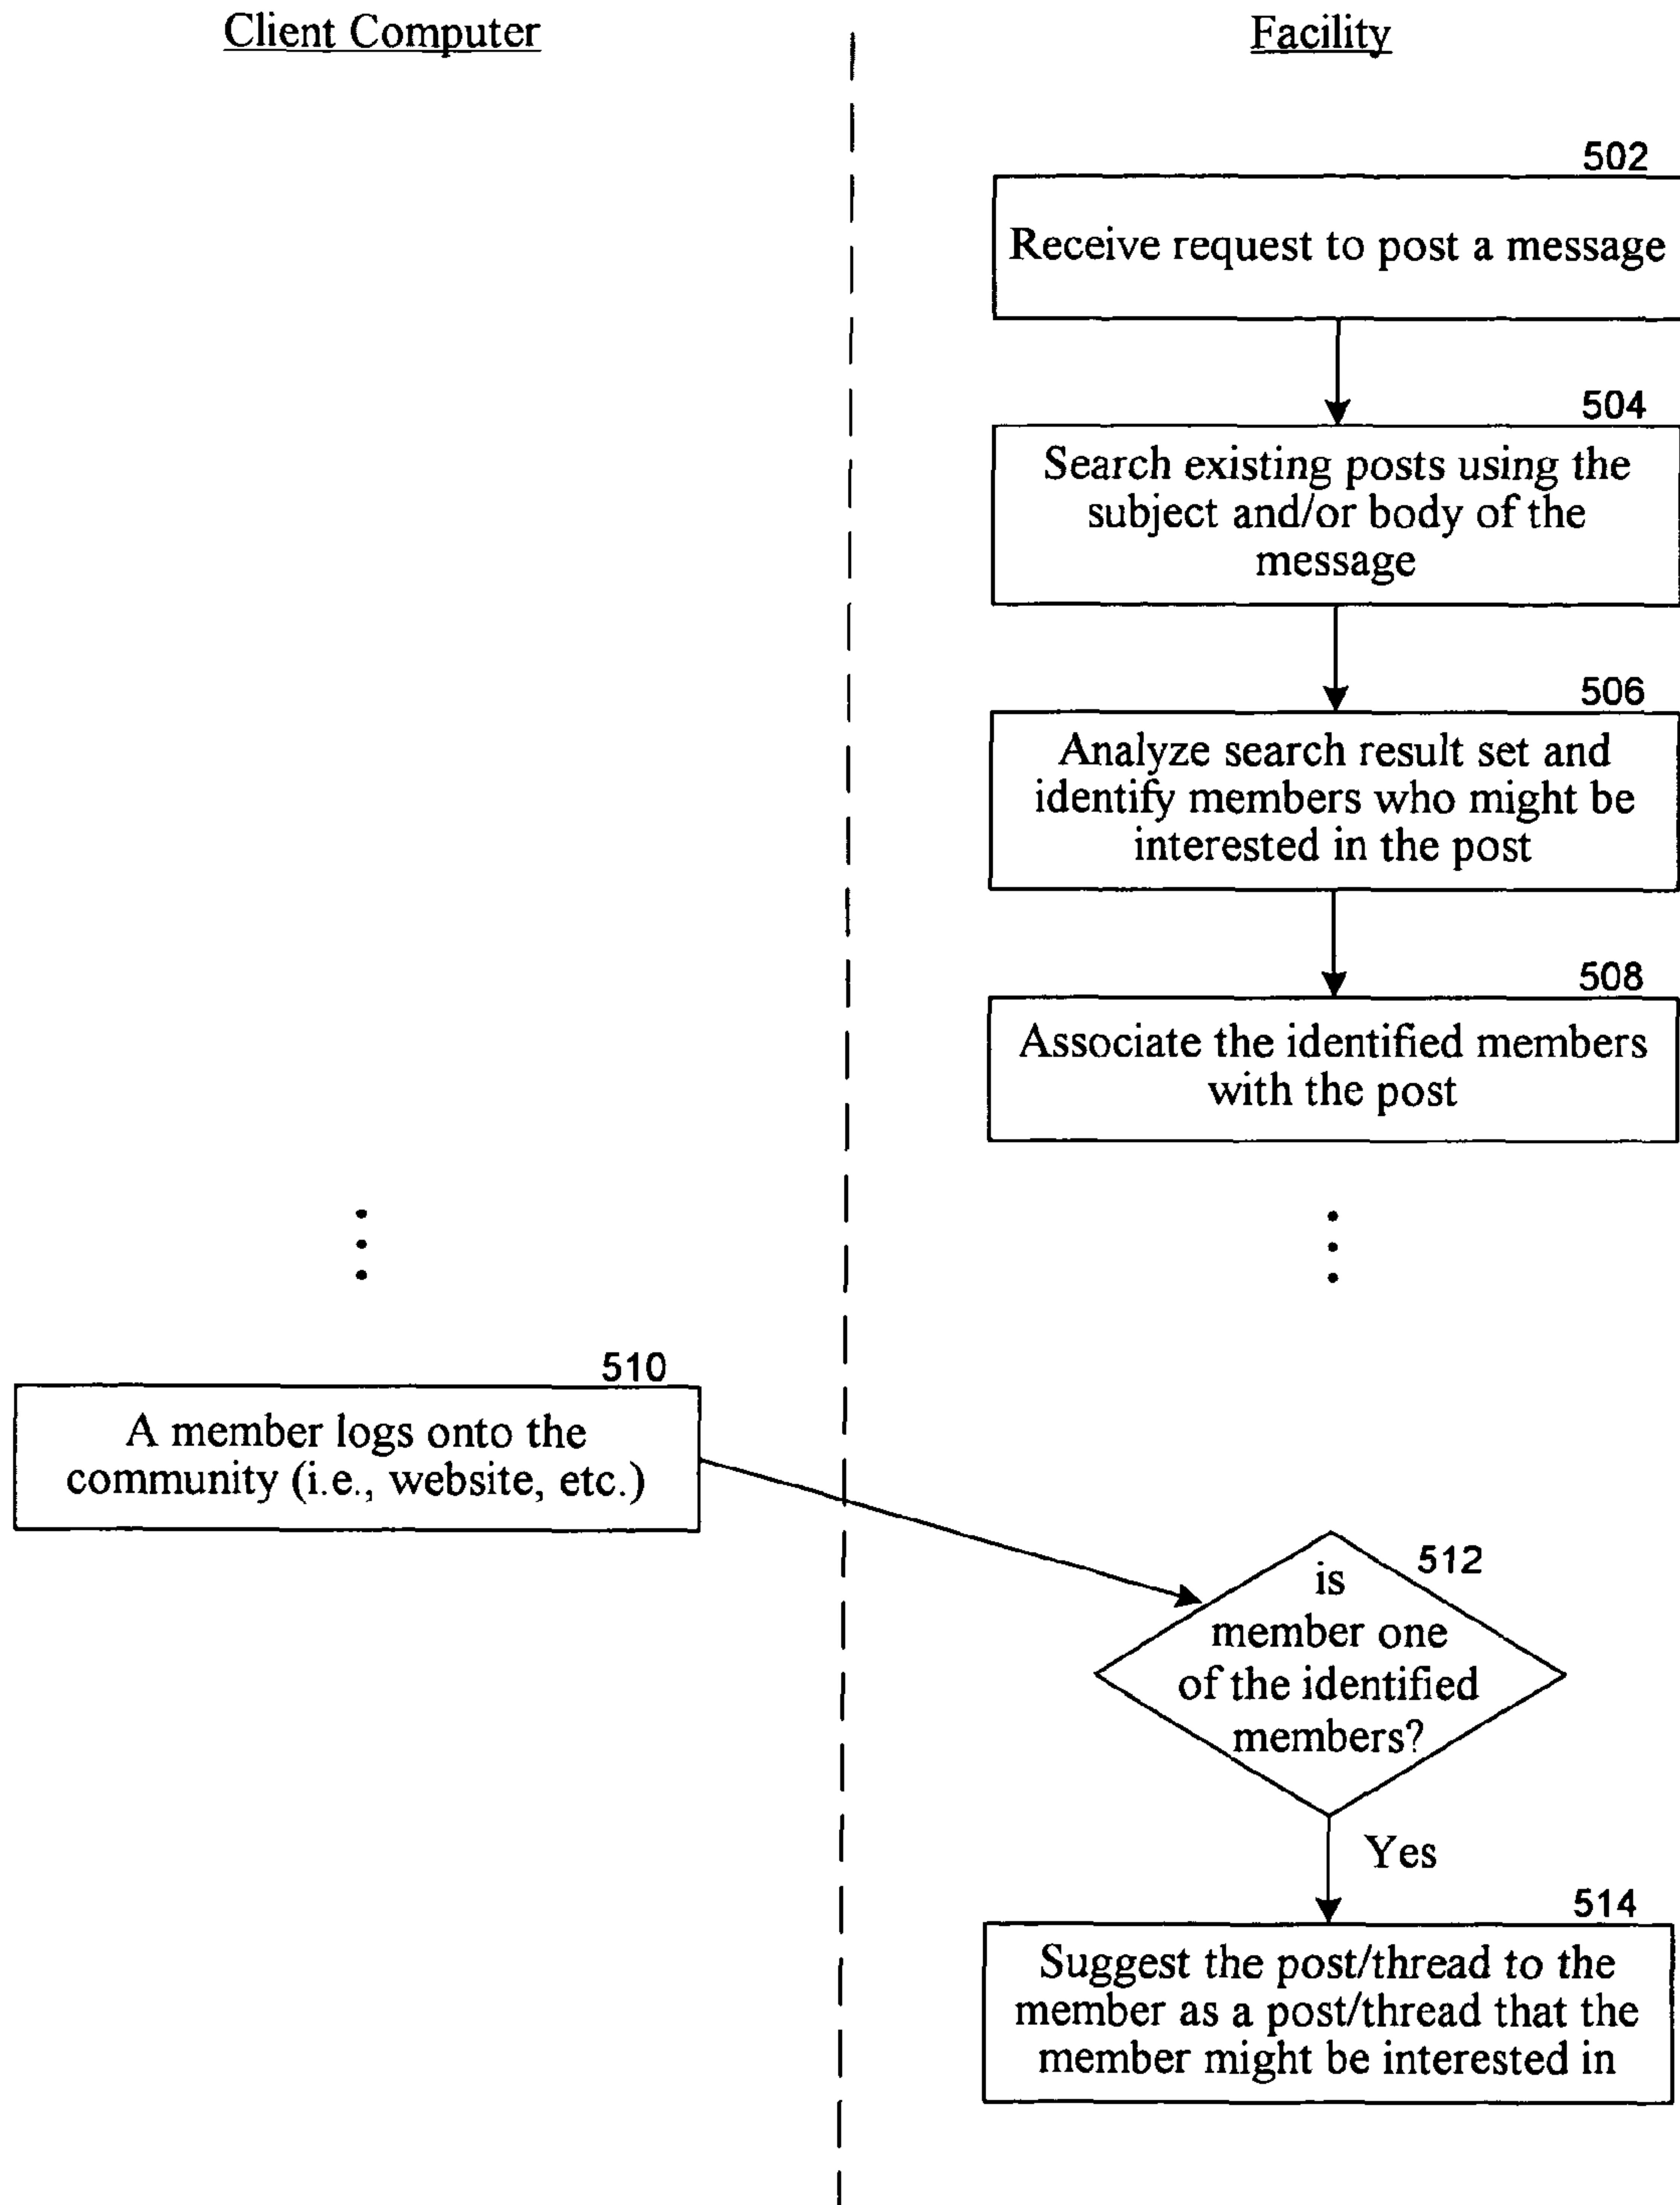 Client Computer
Facility
502
Receive request to post a message
504
Search existing posts using the
subject and/or body of the
message
506
Analyze search result set and
identify members who might be
interested in the post
508
Associate the identified members
with the post
510
A member logs onto the
community (i.e., website, etc.)
512
is
member one
of the identified
members?
Yes
514
Suggest the post/thread to the
member as a post/thread that the
member might be interested in